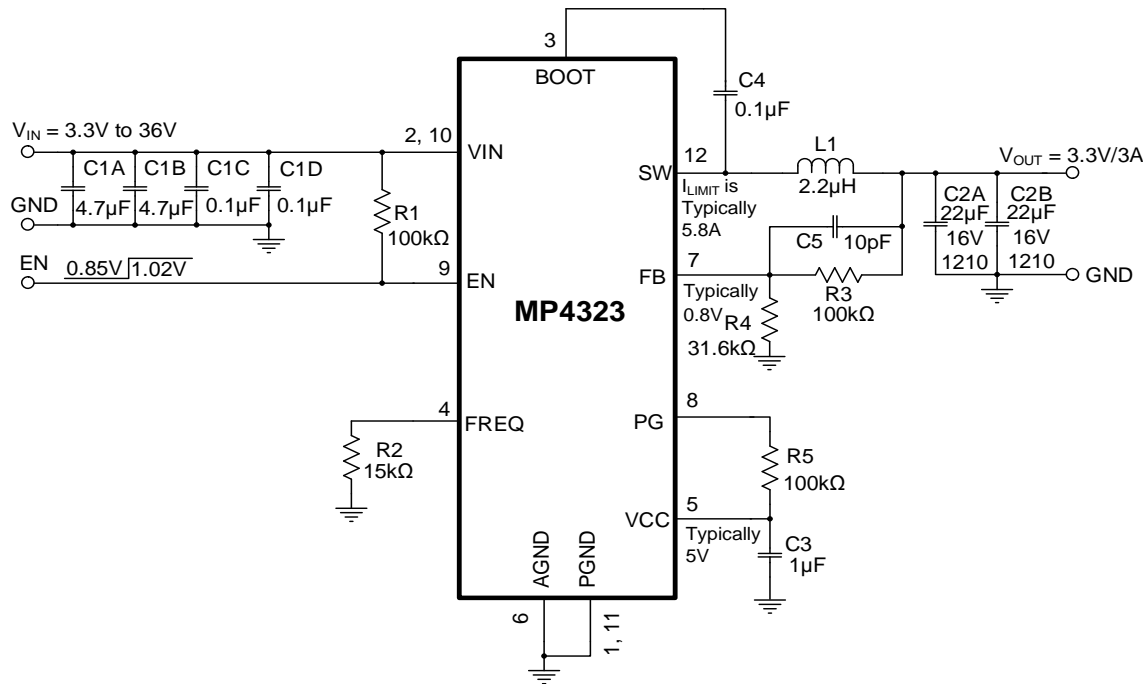 3
BOOT
C4
0.1µF
V_IN = 3.3V to 36V
2, 10
VIN
C1A
C1B
C1C
C1D
4.7µF
4.7µF
0.1µF
0.1µF
GND
R1
100kΩ
EN
0.85V
1.02V
9
EN
MP4323
12
SW
L1
2.2µH
V_OUT = 3.3V/3A
I_LIMIT is
Typically
5.8A
C5
10pF
C2A
22µF
16V
1210
C2B
22µF
16V
1210
GND
7
FB
Typically
0.8V
R3
100kΩ
R4
31.6kΩ
4
FREQ
R2
15kΩ
8
PG
R5
100kΩ
5
VCC
Typically
5V
C3
1µF
AGND
PGND
6
1, 11